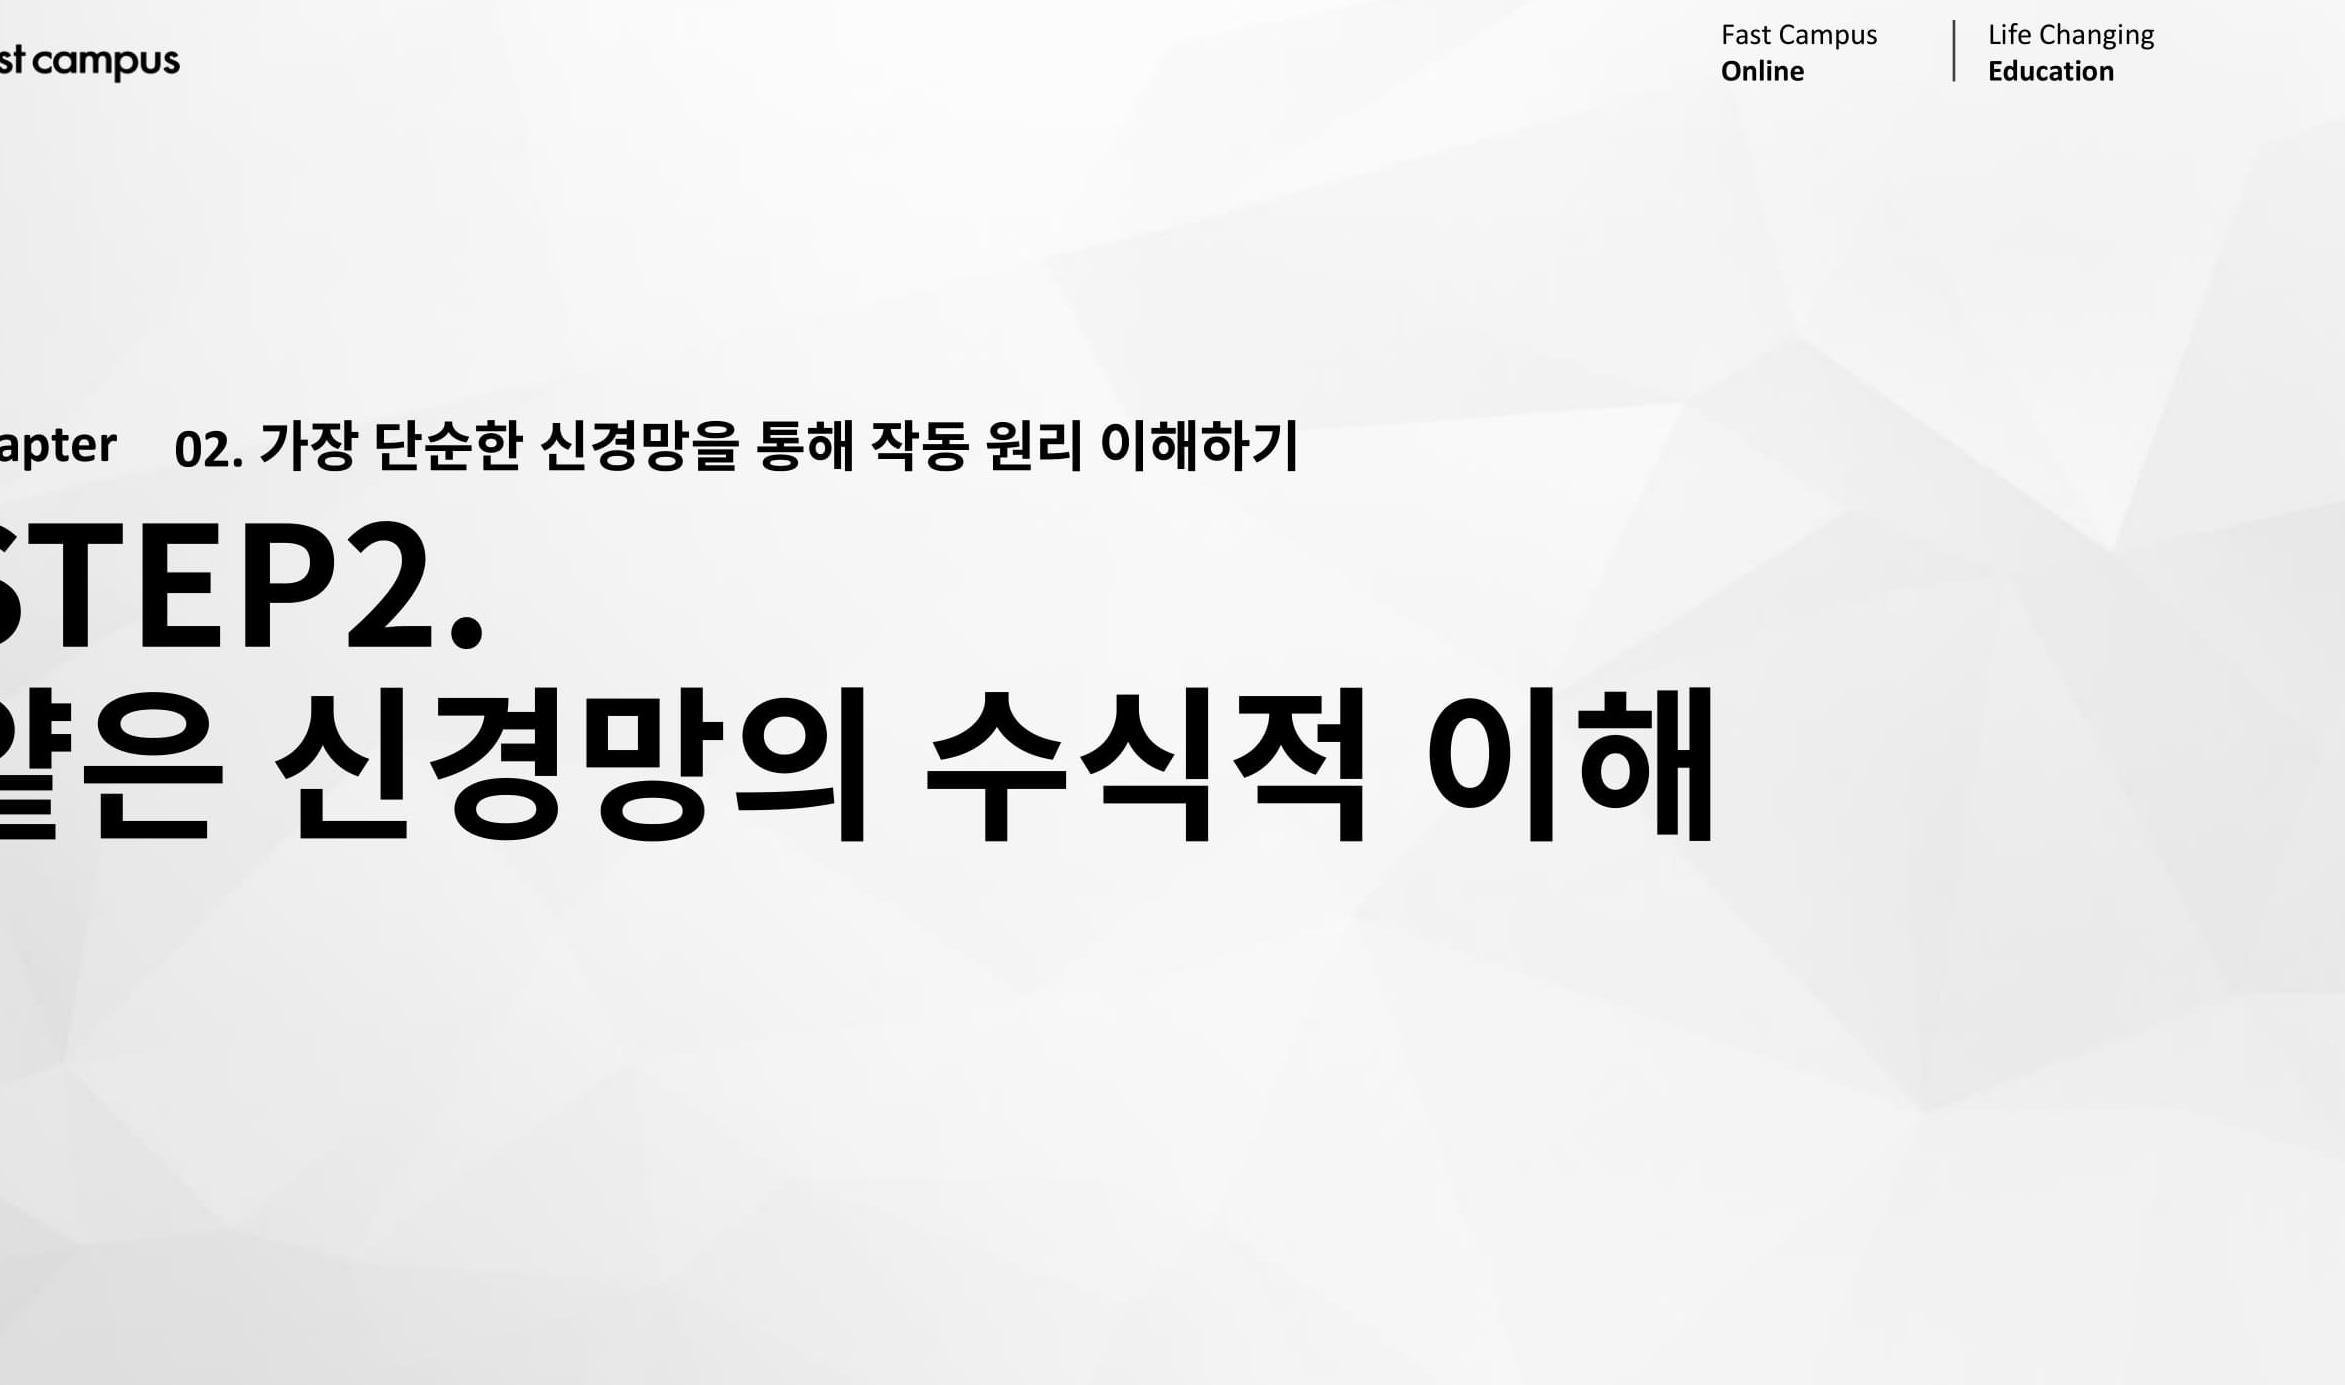 st campus
Fast Campus
Online
Life Changing
Education
apter 02. 가장 단순한 신경망을 통해 작동 원리 이해하기
STEP2.
얕은 신경망의 수식적 이해